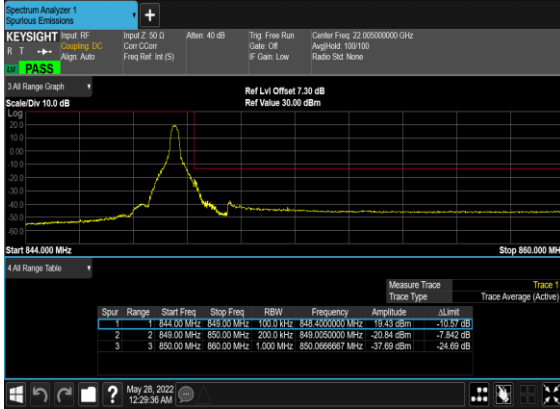 Spectrum Analyzer 1
Spurious Emissions
+
KEYSIGHT Input: RF Input Z: 50 Ω Atten: 40 dB Trig: Free Run Center Freq: 22.005000000 GHz
R T Coupling: DC Corr CCorr Gate: Off Avg|Hold: 100/100
Align: Auto Freq Ref: Int (S) IF Gain: Low Radio Std: None
PASS
3 All Range Graph Ref Lvl Offset 7.30 dB
Scale/Div 10.0 dB Ref Value 30.00 dBm
Log
20.0
10.0
0.00
-10.0
-20.0
-30.0
-40.0
-50.0
-60.0
Start 844.000 MHz Stop 860.000 MH
4 All Range Table
Measure Trace Trace 1
Trace Type Trace Average (Active)
Spur Range Start Freq Stop Freq RBW Frequency Amplitude ΔLimit
1 1 844.00 MHz 849.00 MHz 100.0 kHz 848.4000000 MHz 19.43 dBm -10.57 dB
2 2 849.00 MHz 850.00 MHz 200.0 kHz 849.0050000 MHz -20.84 dBm -7.842 dB
3 3 850.00 MHz 860.00 MHz 1.000 MHz 850.0666667 MHz -37.69 dBm -24.69 dB
? May 28, 2022
12:29:36 AM